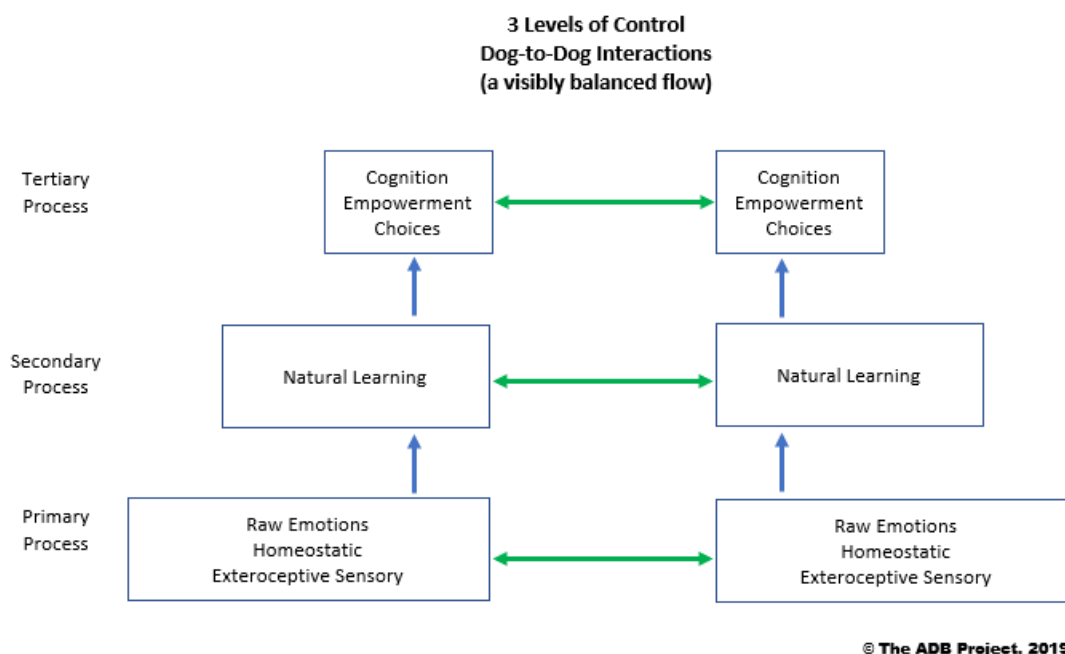 3 Levels of Control
Dog-to-Dog Interactions
(a visibly balanced flow)
Tertiary
Process
Cognition
Empowerment
Choices
Cognition
Empowerment
Choices
Secondary
Process
Natural Learning
Natural Learning
Primary
Process
Raw Emotions
Homeostatic
Exteroceptive Sensory
Raw Emotions
Homeostatic
Exteroceptive Sensory
© The ADB Project. 2019